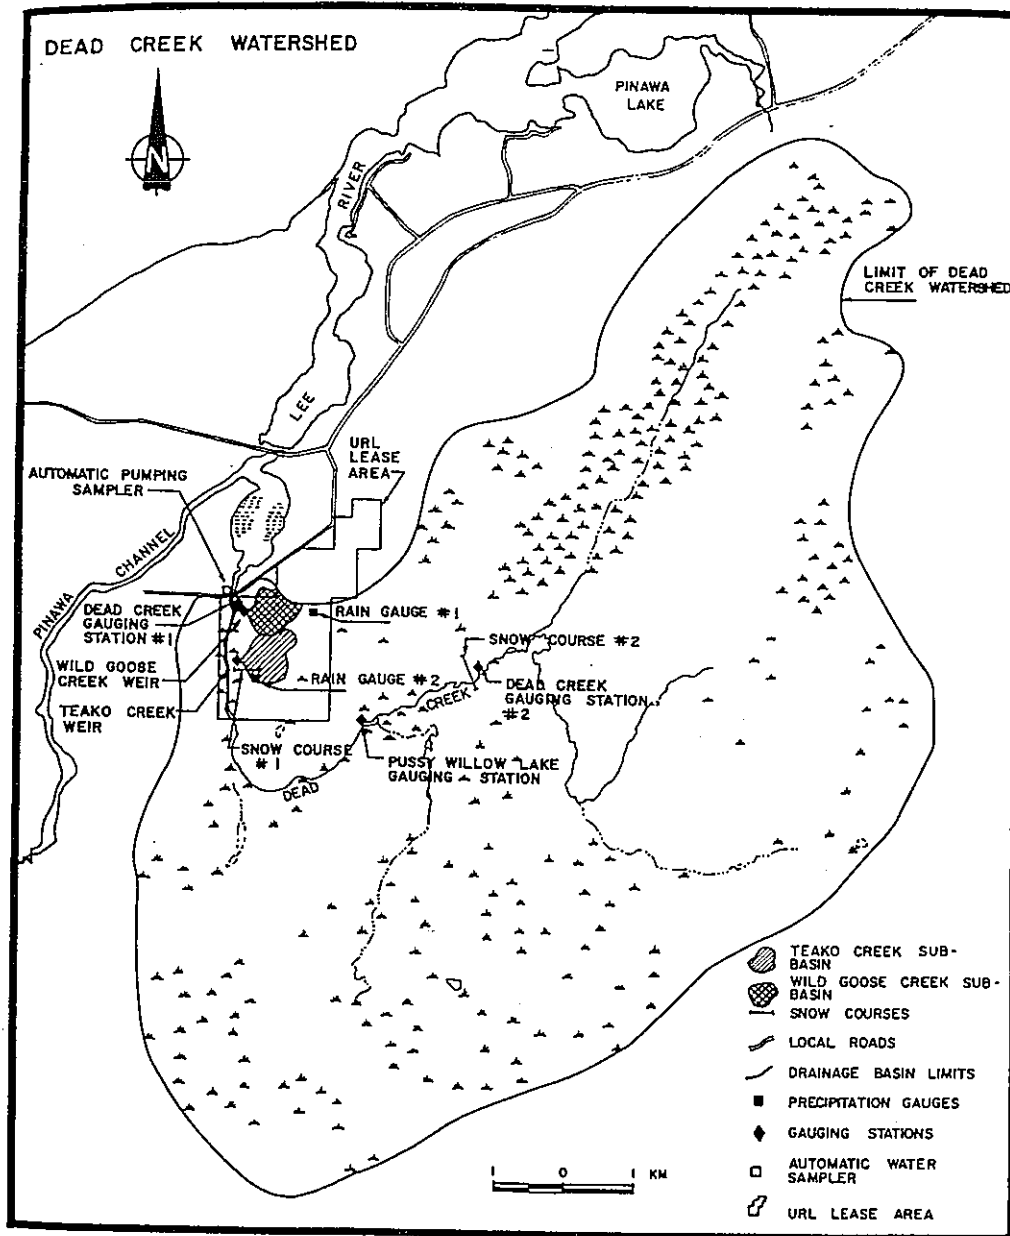 DEAD CREEK WATERSHED
N
PINAWA
LAKE
RIVER
LEE
LIMIT OF DEAD
CREEK WATERSHED
URL
LEASE
AREA
AUTOMATIC PUMPING
SAMPLER
PINAWA CHANNEL
DEAD CREEK
GAUGING
STATION #1
RAIN GAUGE #1
WILD GOOSE
CREEK WEIR
SNOW COURSE #2
RAIN GAUGE #2
DEAD CREEK
GAUGING STATION
#2
TEAKO CREEK
WEIR
SNOW COURSE
#1
PUSSY WILLOW LAKE
GAUGING STATION
DEAD CREEK
TEAKO CREEK SUB-
BASIN
WILD GOOSE CREEK SUB-
BASIN
SNOW COURSES
LOCAL ROADS
DRAINAGE BASIN LIMITS
PRECIPITATION GAUGES
GAUGING STATIONS
AUTOMATIC WATER
SAMPLER
URL LEASE AREA
1 0 1 KM